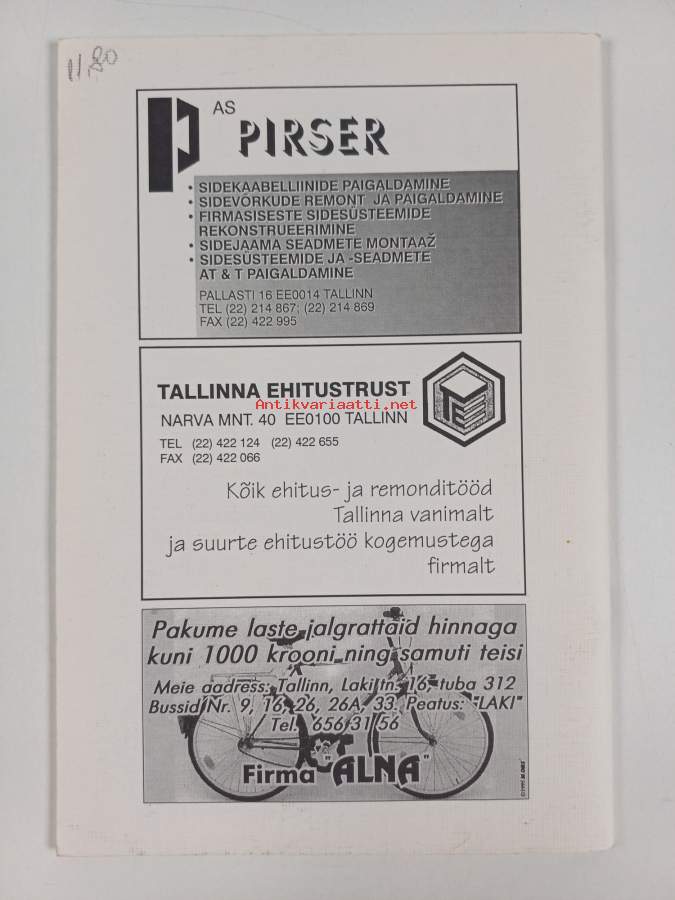 11.80
AS
PIRSER
• SIDEKAABELLIINIDE PAIGALDAMINE
• SIDEVÕRKUDE REMONT JA PAIGALDAMINE
• FIRMASISESTE SIDESÜSTEEMIDE
REKONSTRUEERIMINE
• SIDEJAAMA SEADMETE MONTAAŽ
• SIDESÜSTEEMIDE JA -SEADMETE
AT & T PAIGALDAMINE
PALLASTI 16 EE0014 TALLINN
TEL (22) 214 867; (22) 214 869
FAX (22) 422 995
TALLINNA EHITUSTRUST
Antikvariaatti.net
NARVA MNT. 40 EE0100 TALLINN
TEL (22) 422 124 (22) 422 655
FAX (22) 422 066
Kõik ehitus- ja remonditööd
Tallinna vanimalt
ja suurte ehitustöö kogemustega
firmalt
Pakume laste jalgrattaid hinnaga
kuni 1000 krooni ning samuti teisi
Meie aadress: Tallinn, Laki tn. 16, tuba 312
Bussid Nr. 9, 16, 26, 26A, 33. Peatus: "LAKI"
Tel. 656 31 56
Firma "ALNA"